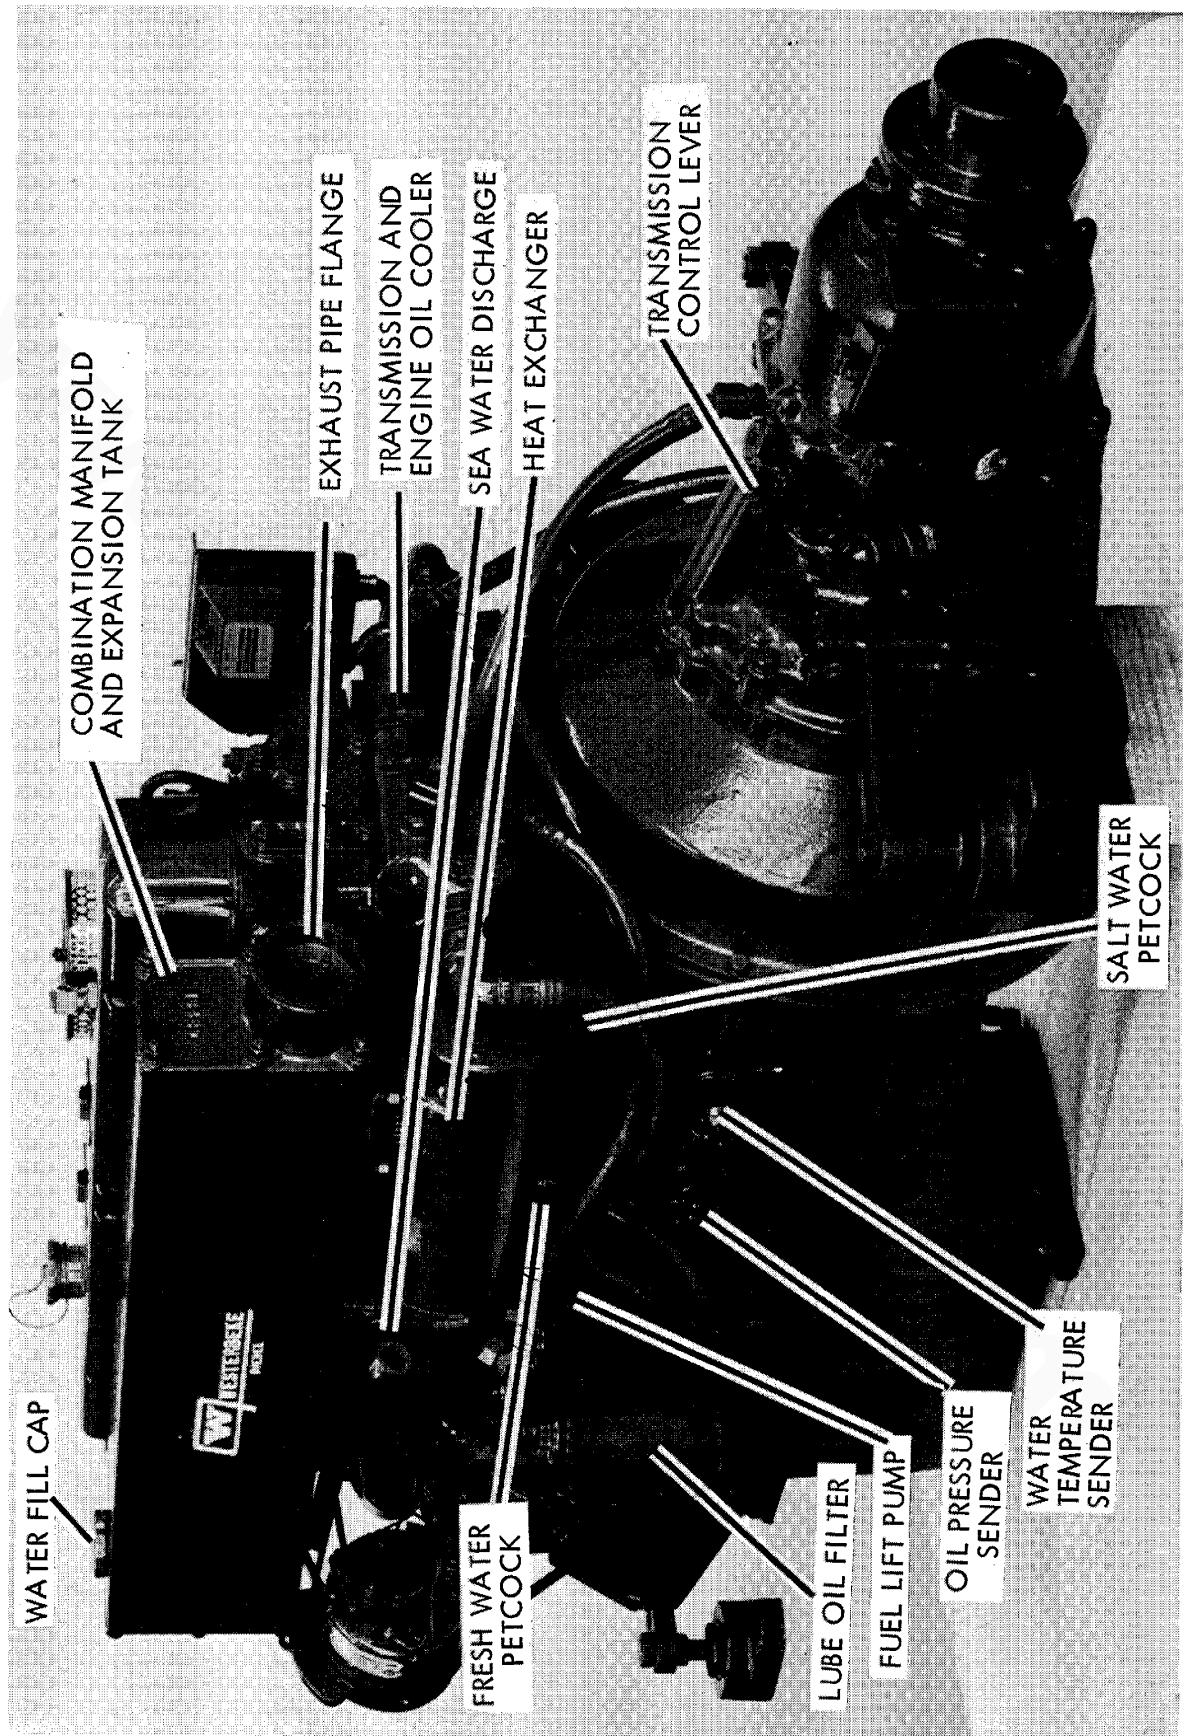 WATER FILL CAP
COMBINATION MANIFOLD
AND EXPANSION TANK
EXHAUST PIPE FLANGE
TRANSMISSION AND
ENGINE OIL COOLER
SEA WATER DISCHARGE
HEAT EXCHANGER
TRANSMISSION
CONTROL LEVER
W WESTERBEKE
DIESEL
FRESH WATER
PETCOCK
LUBE OIL FILTER
FUEL LIFT PUMP
OIL PRESSURE
SENDER
WATER
TEMPERATURE
SENDER
SALT WATER
PETCOCK